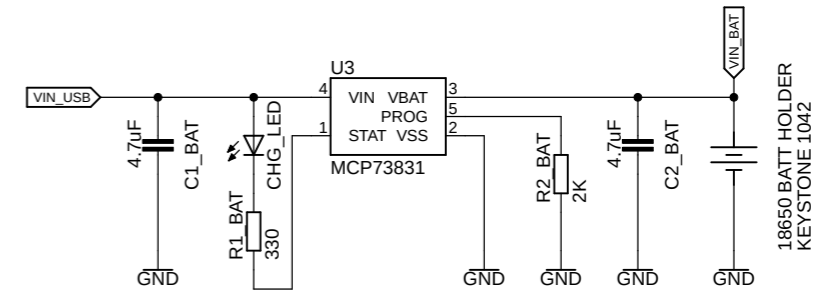 VIN_BAT
U3
VIN_USB
4
VIN
VBAT
3
PROG
5
1
STAT
VSS
2
MCP73831
4.7uF
C1_BAT
CHG_LED
R1_BAT
330
R2_BAT
2K
4.7uF
C2_BAT
18650 BATT HOLDER
KEYSTONE 1042
GND
GND
GND
GND
GND